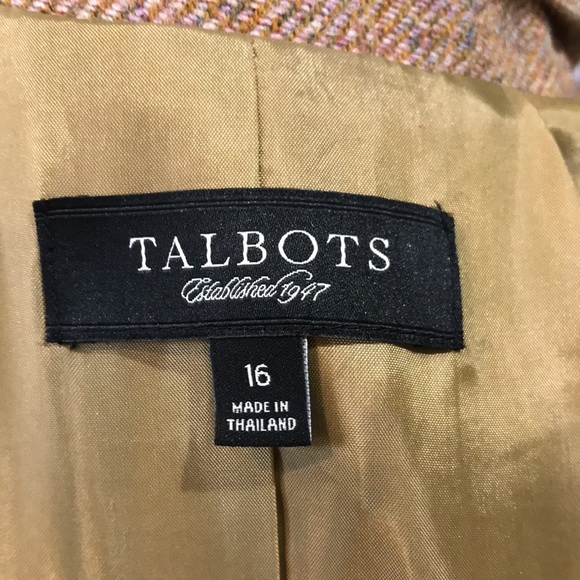 TALBOTS
Established 1947
16
MADE IN
THAILAND